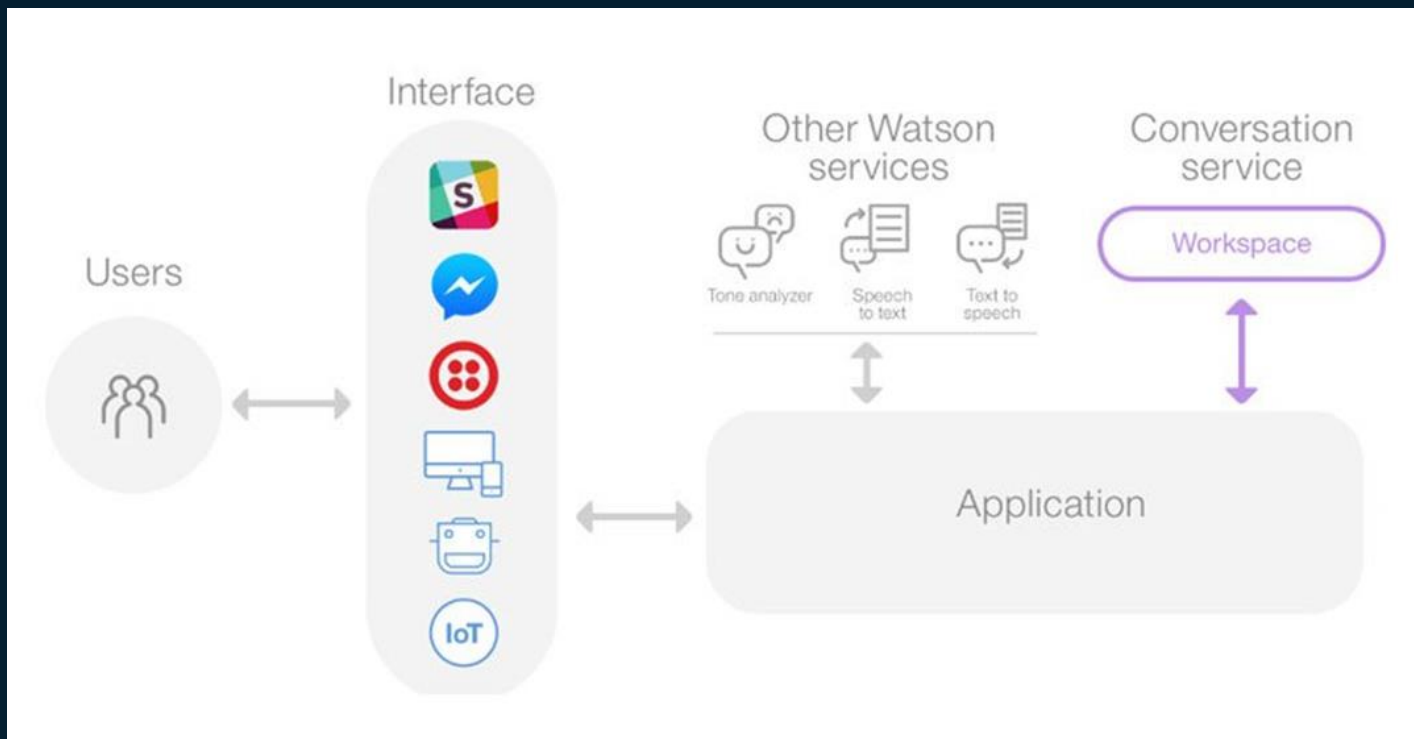 Interface
S
Other Watson
services
Conversation
service
Users
Workspace
Tone analyzer
Speech
to text
Text to
speech
Application
IoT